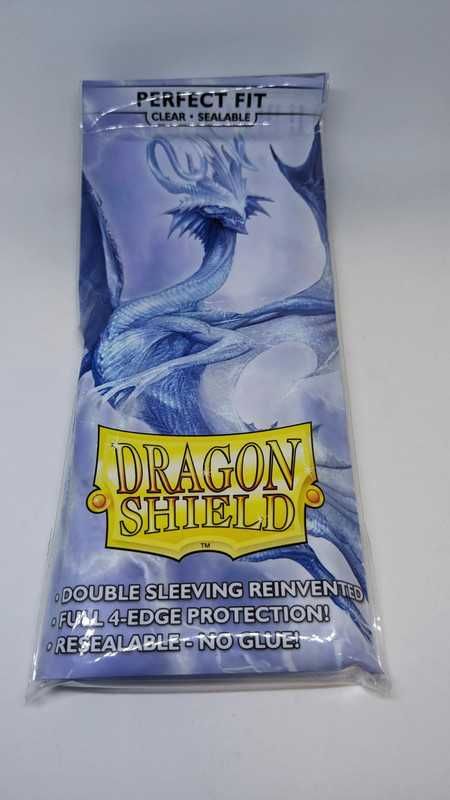 PERFECT FIT
CLEAR • SEALABLE
DRAGON
SHIELD
TM
• DOUBLE SLEEVING REINVENTED
• FULL 4-EDGE PROTECTION!
• RESEALABLE - NO GLUE!